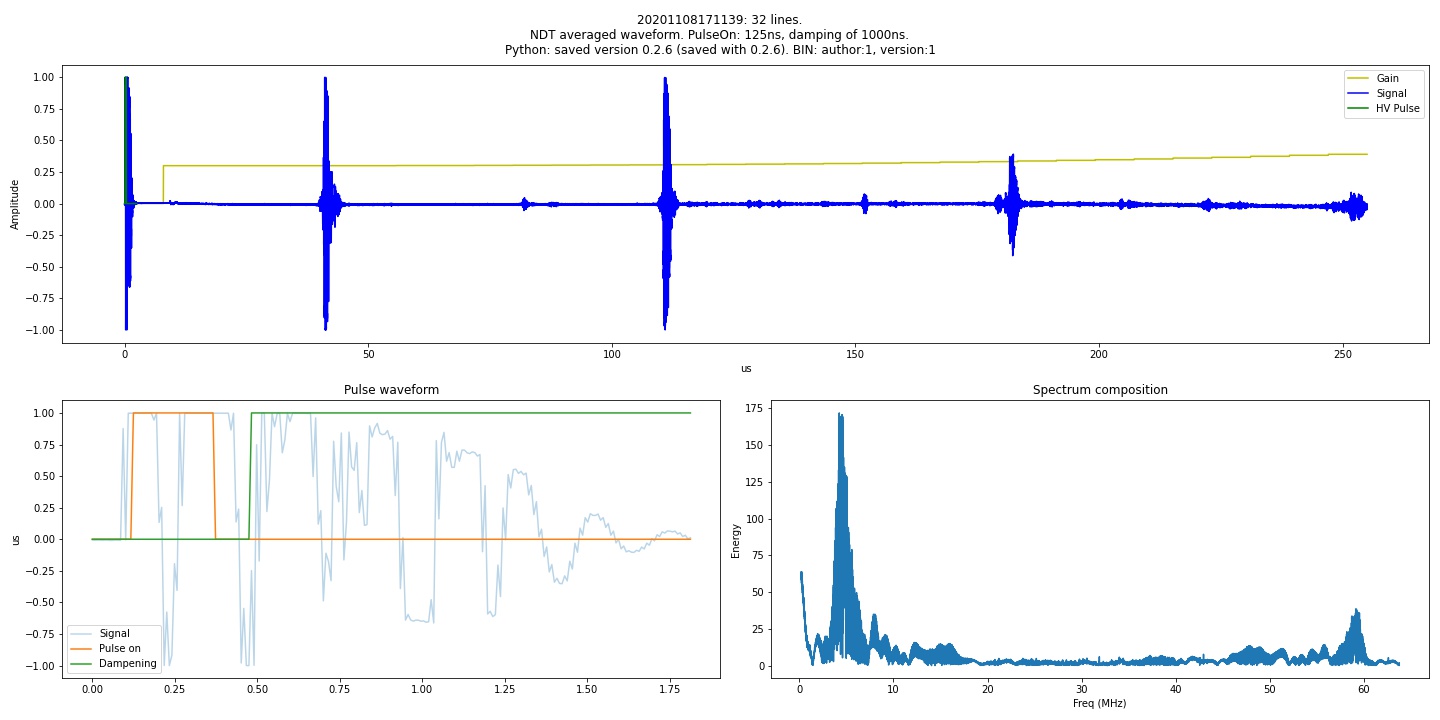 20201108171139: 32 lines.
NDT averaged waveform. PulseOn: 125ns, damping of 1000ns.
Python: saved version 0.2.6 (saved with 0.2.6). BIN: author:1, version:1
1.00
0.75
0.50
0.25
0.00
−0.25
−0.50
−0.75
−1.00
Amplitude
Gain
Signal
HV Pulse
0 50 100 150 200 250
us
Pulse waveform
1.00
0.75
0.50
0.25
0.00
−0.25
−0.50
−0.75
−1.00
us
Signal
Pulse on
Dampening
0.00 0.25 0.50 0.75 1.00 1.25 1.50 1.75
Spectrum composition
175
150
125
100
75
50
25
0
Energy
0 10 20 30 40 50 60
Freq (MHz)